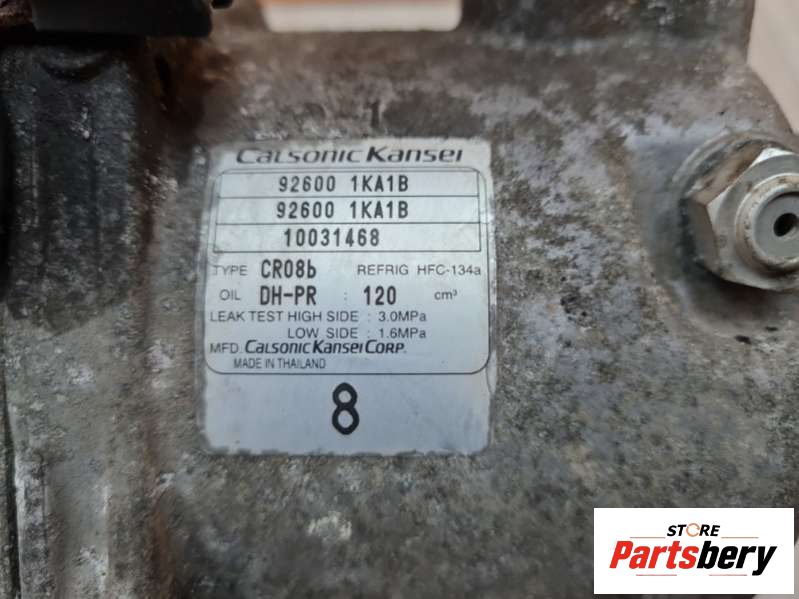 Calsonic Kansei
92600 1KA1B
92600 1KA1B
10031468
TYPE CR08b REFRIG HFC-134a
OIL DH-PR : 120 cm³
LEAK TEST HIGH SIDE : 3.0MPa
LOW SIDE : 1.6MPa
MFD. Calsonic Kansei Corp.
MADE IN THAILAND
8
STORE
Partsbery